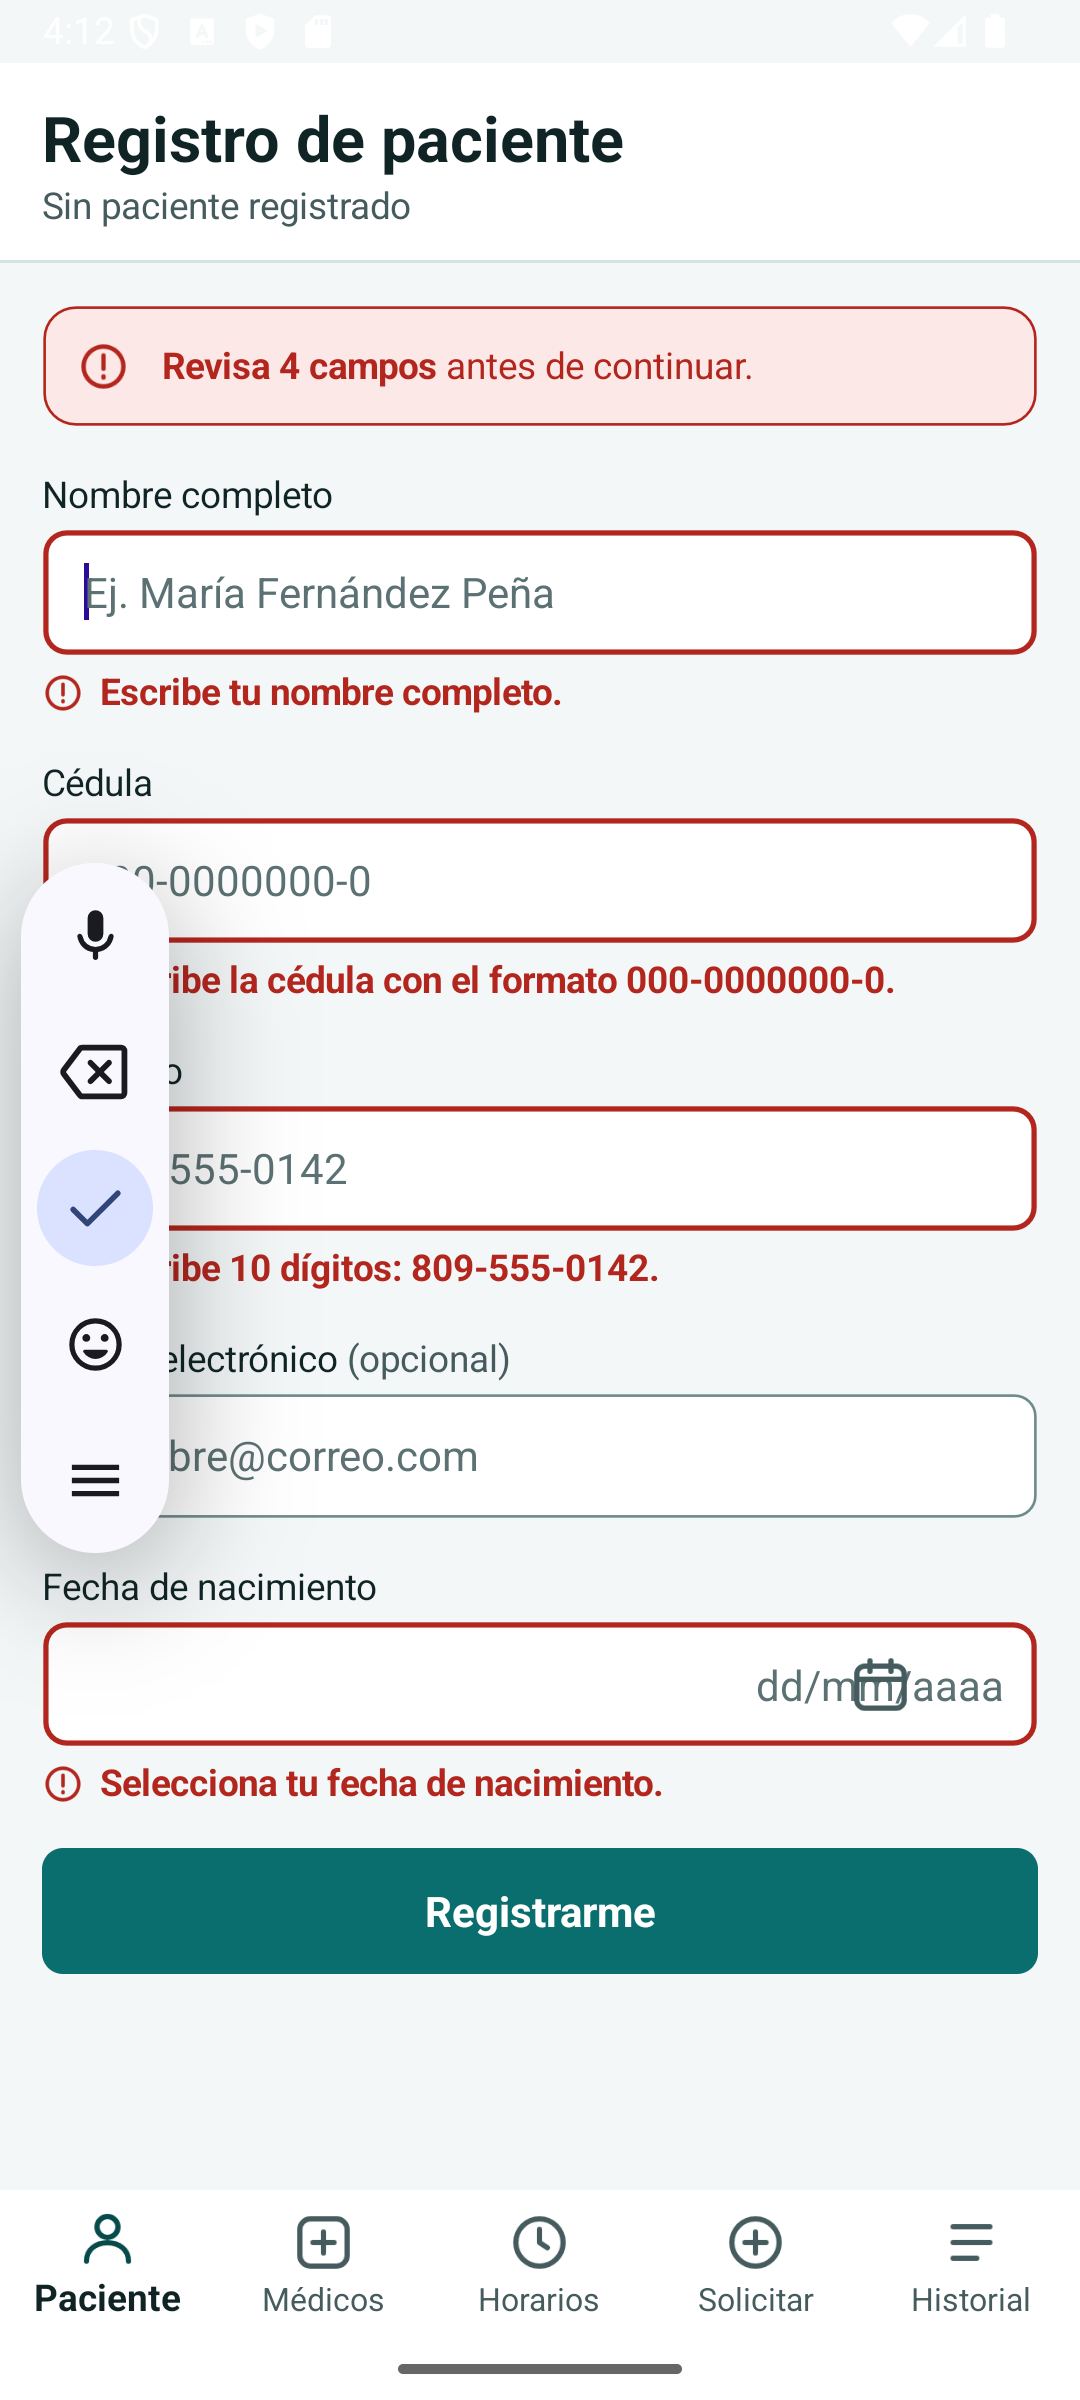 4:12
Registro de paciente
Sin paciente registrado
Revisa 4 campos antes de continuar.
Nombre completo
Ej. María Fernández Peña
Escribe tu nombre completo.
Cédula
0-0000000-0
la cédula con el formato 000-0000000-0.
555-0142
10 dígitos: 809-555-0142.
electrónico (opcional)
bre@correo.com
Fecha de nacimiento
dd/mm/aaaa
Selecciona tu fecha de nacimiento.
Registrarme
Paciente
Médicos
Horarios
Solicitar
Historial